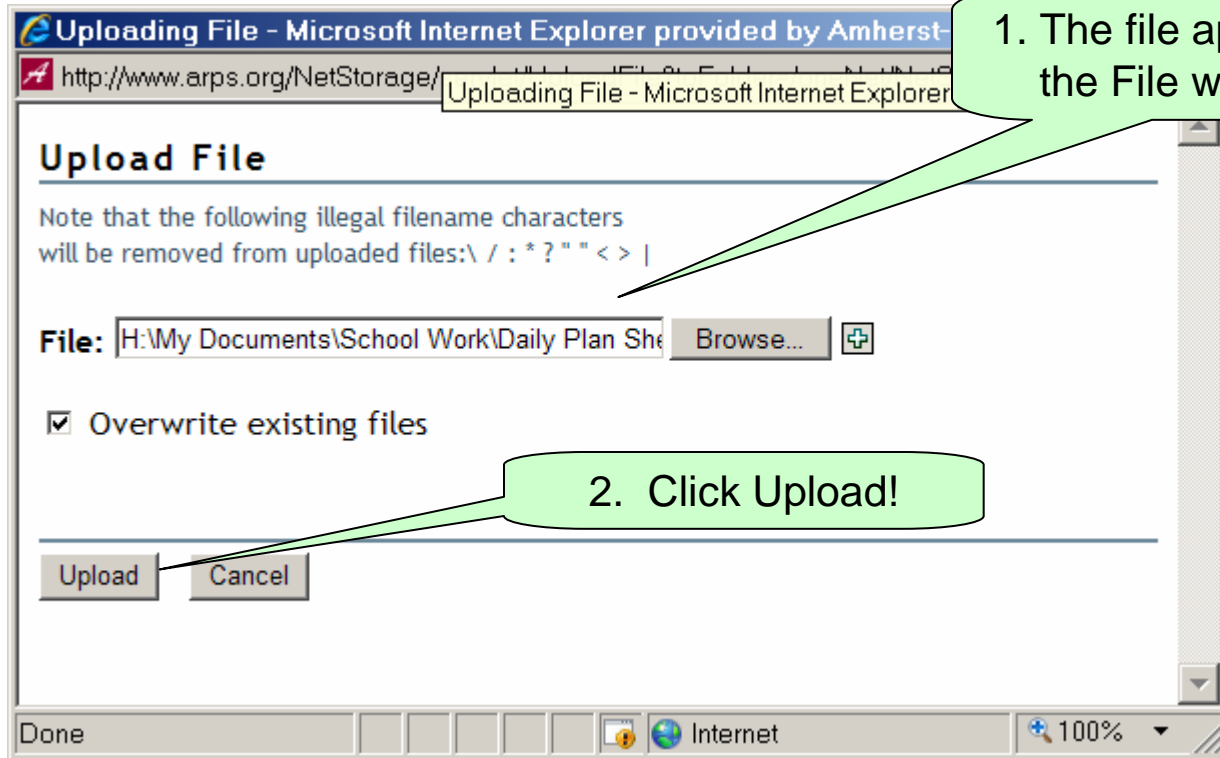 Uploading File - Microsoft Internet Explorer provided by Amherst-
1. The file
the File
http://www.arps.org/NetStorage/
Uploading File - Microsoft Internet Explorer
Upload File
Note that the following illegal filename characters
will be removed from uploaded files:\ / : * ? " " < > |
File: H:\My Documents\School Work\Daily Plan Browse...
Overwrite existing files
2. Click Upload!
Upload Cancel
Done Internet 100%